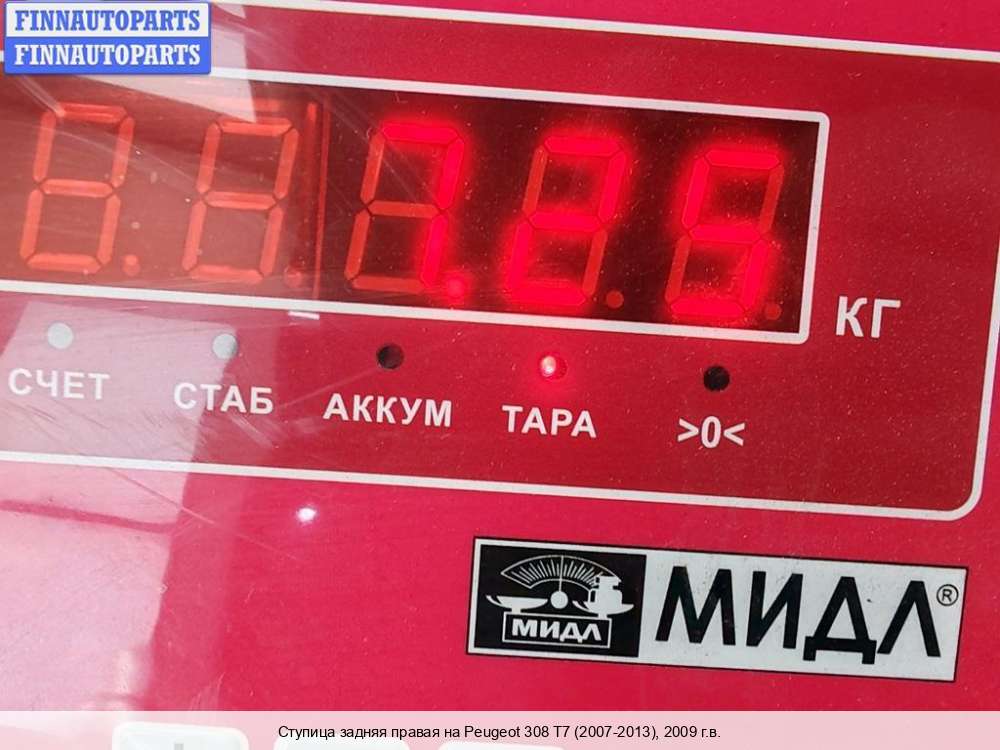 FINNAUTOPARTS
FINNAUTOPARTS
7.25
КГ
СЧЕТ СТАБ АККУМ ТАРА >0<
МИДЛ МИДЛ®
Ступица задняя правая на Peugeot 308 T7 (2007-2013), 2009 г.в.